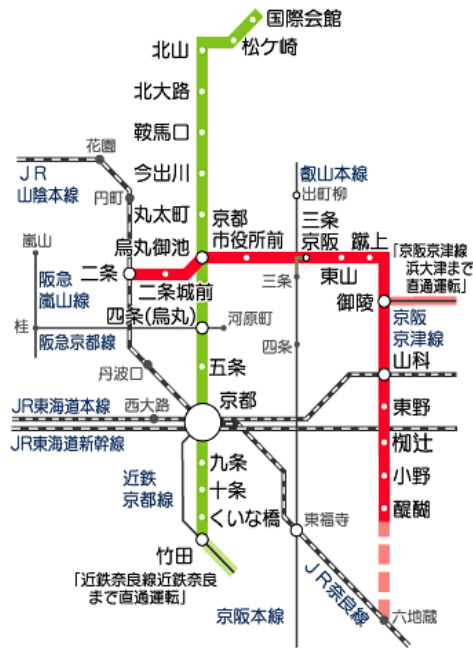 国際会館
松ケ崎
北山
北大路
鞍馬口
花園
今出川
JR
山陰本線
円町
叡山本線
出町柳
丸太町
京都
市役所前
三条
京阪
蹴上
烏丸御池
嵐山
「京阪京津線
浜大津まで
直通運転」
二条
阪急
嵐山線
二条城前
三条
東山
御陵
四条(烏丸)
河原町
京阪
京津線
桂
阪急京都線
四条
山科
丹波口
五条
JR東海道本線
西大路
京都
東野
JR東海道新幹線
椥辻
九条
近鉄
京都線
小野
十条
醍醐
くいな橋
東福寺
竹田
「近鉄奈良線近鉄奈良
まで直通運転」
JR奈良線
京阪本線
六地蔵